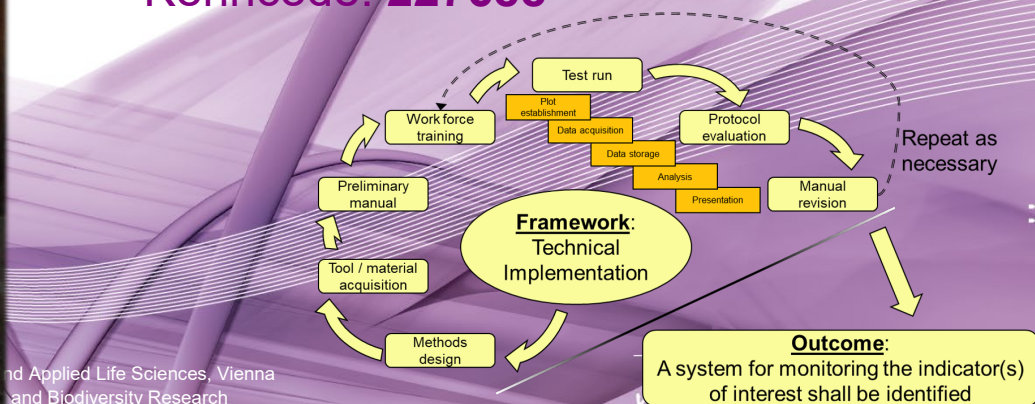 Test run
Plot
establishment
Work force
training
Data acquisition
Protocol
evaluation
Repeat as
necessary
Data storage
Analysis
Preliminary
manual
Manual
revision
Presentation
Framework:
Technical
Implementation
Tool / material
acquisition
Methods
design
Outcome:
A system for monitoring the indicator(s)
of interest shall be identified
nd Applied Life Sciences, Vienna
and Biodiversity Research